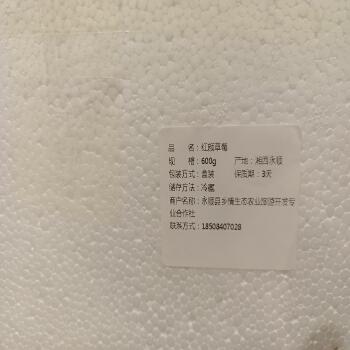 品 名：红颜草莓
规 格：600g 产地：湘西永顺
包装方式：盒装 保质期：3天
储存方法：冷藏
商户名称：永顺县乡情生态农业旅游开发专
业合作社
联系方式：18508407028